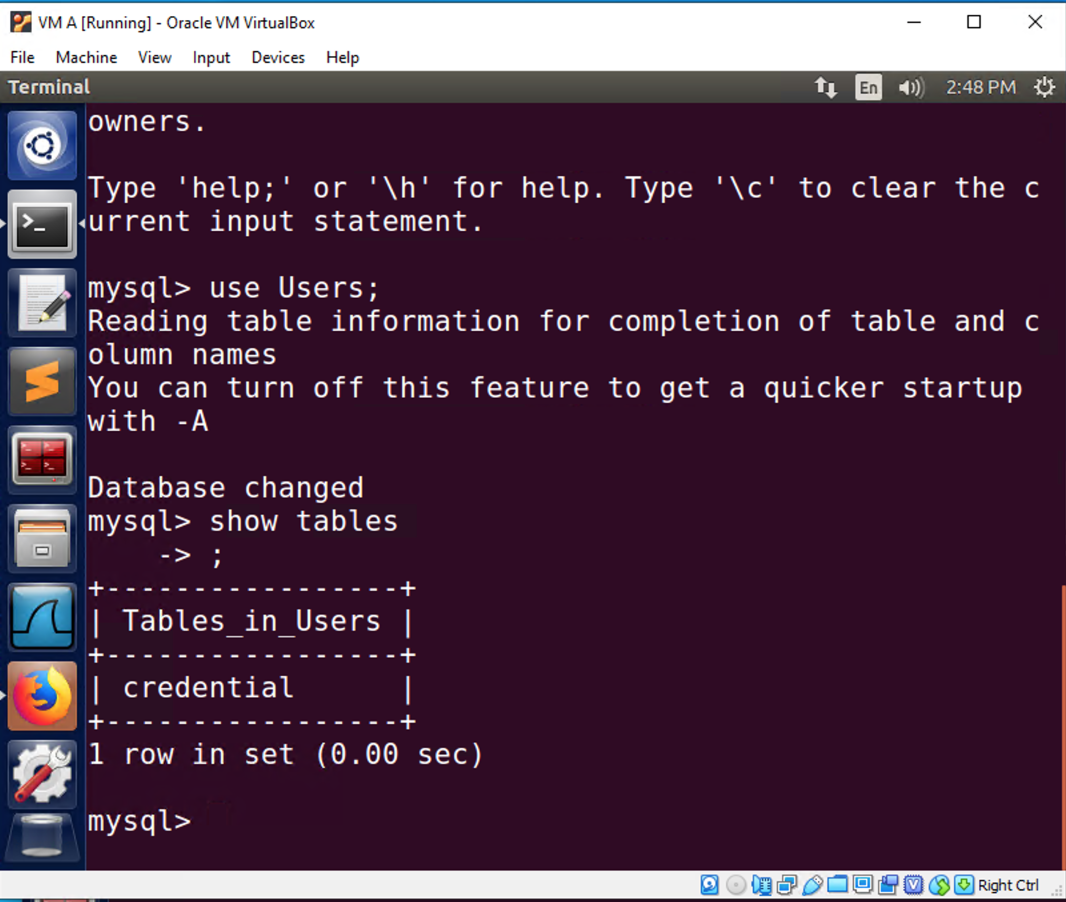 VM A [Running] - Oracle VM VirtualBox
File Machine View Input Devices Help
Terminal En 2:48 PM
owners.
Type 'help;' or '\h' for help. Type '\c' to clear the c
urrent input statement.
mysql> use Users;
Reading table information for completion of table and c
olumn names
You can turn off this feature to get a quicker startup
with -A
Database changed
mysql> show tables
    -> ;
+-----------------+
| Tables_in_Users |
+-----------------+
| credential      |
+-----------------+
1 row in set (0.00 sec)
mysql>
Right Ctrl